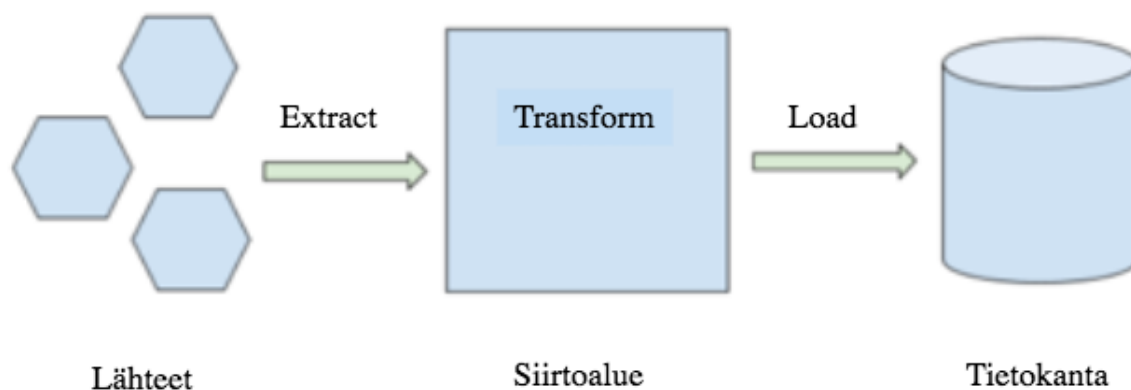 Extract
Transform
Load
Lähteet
Siirtoalue
Tietokanta